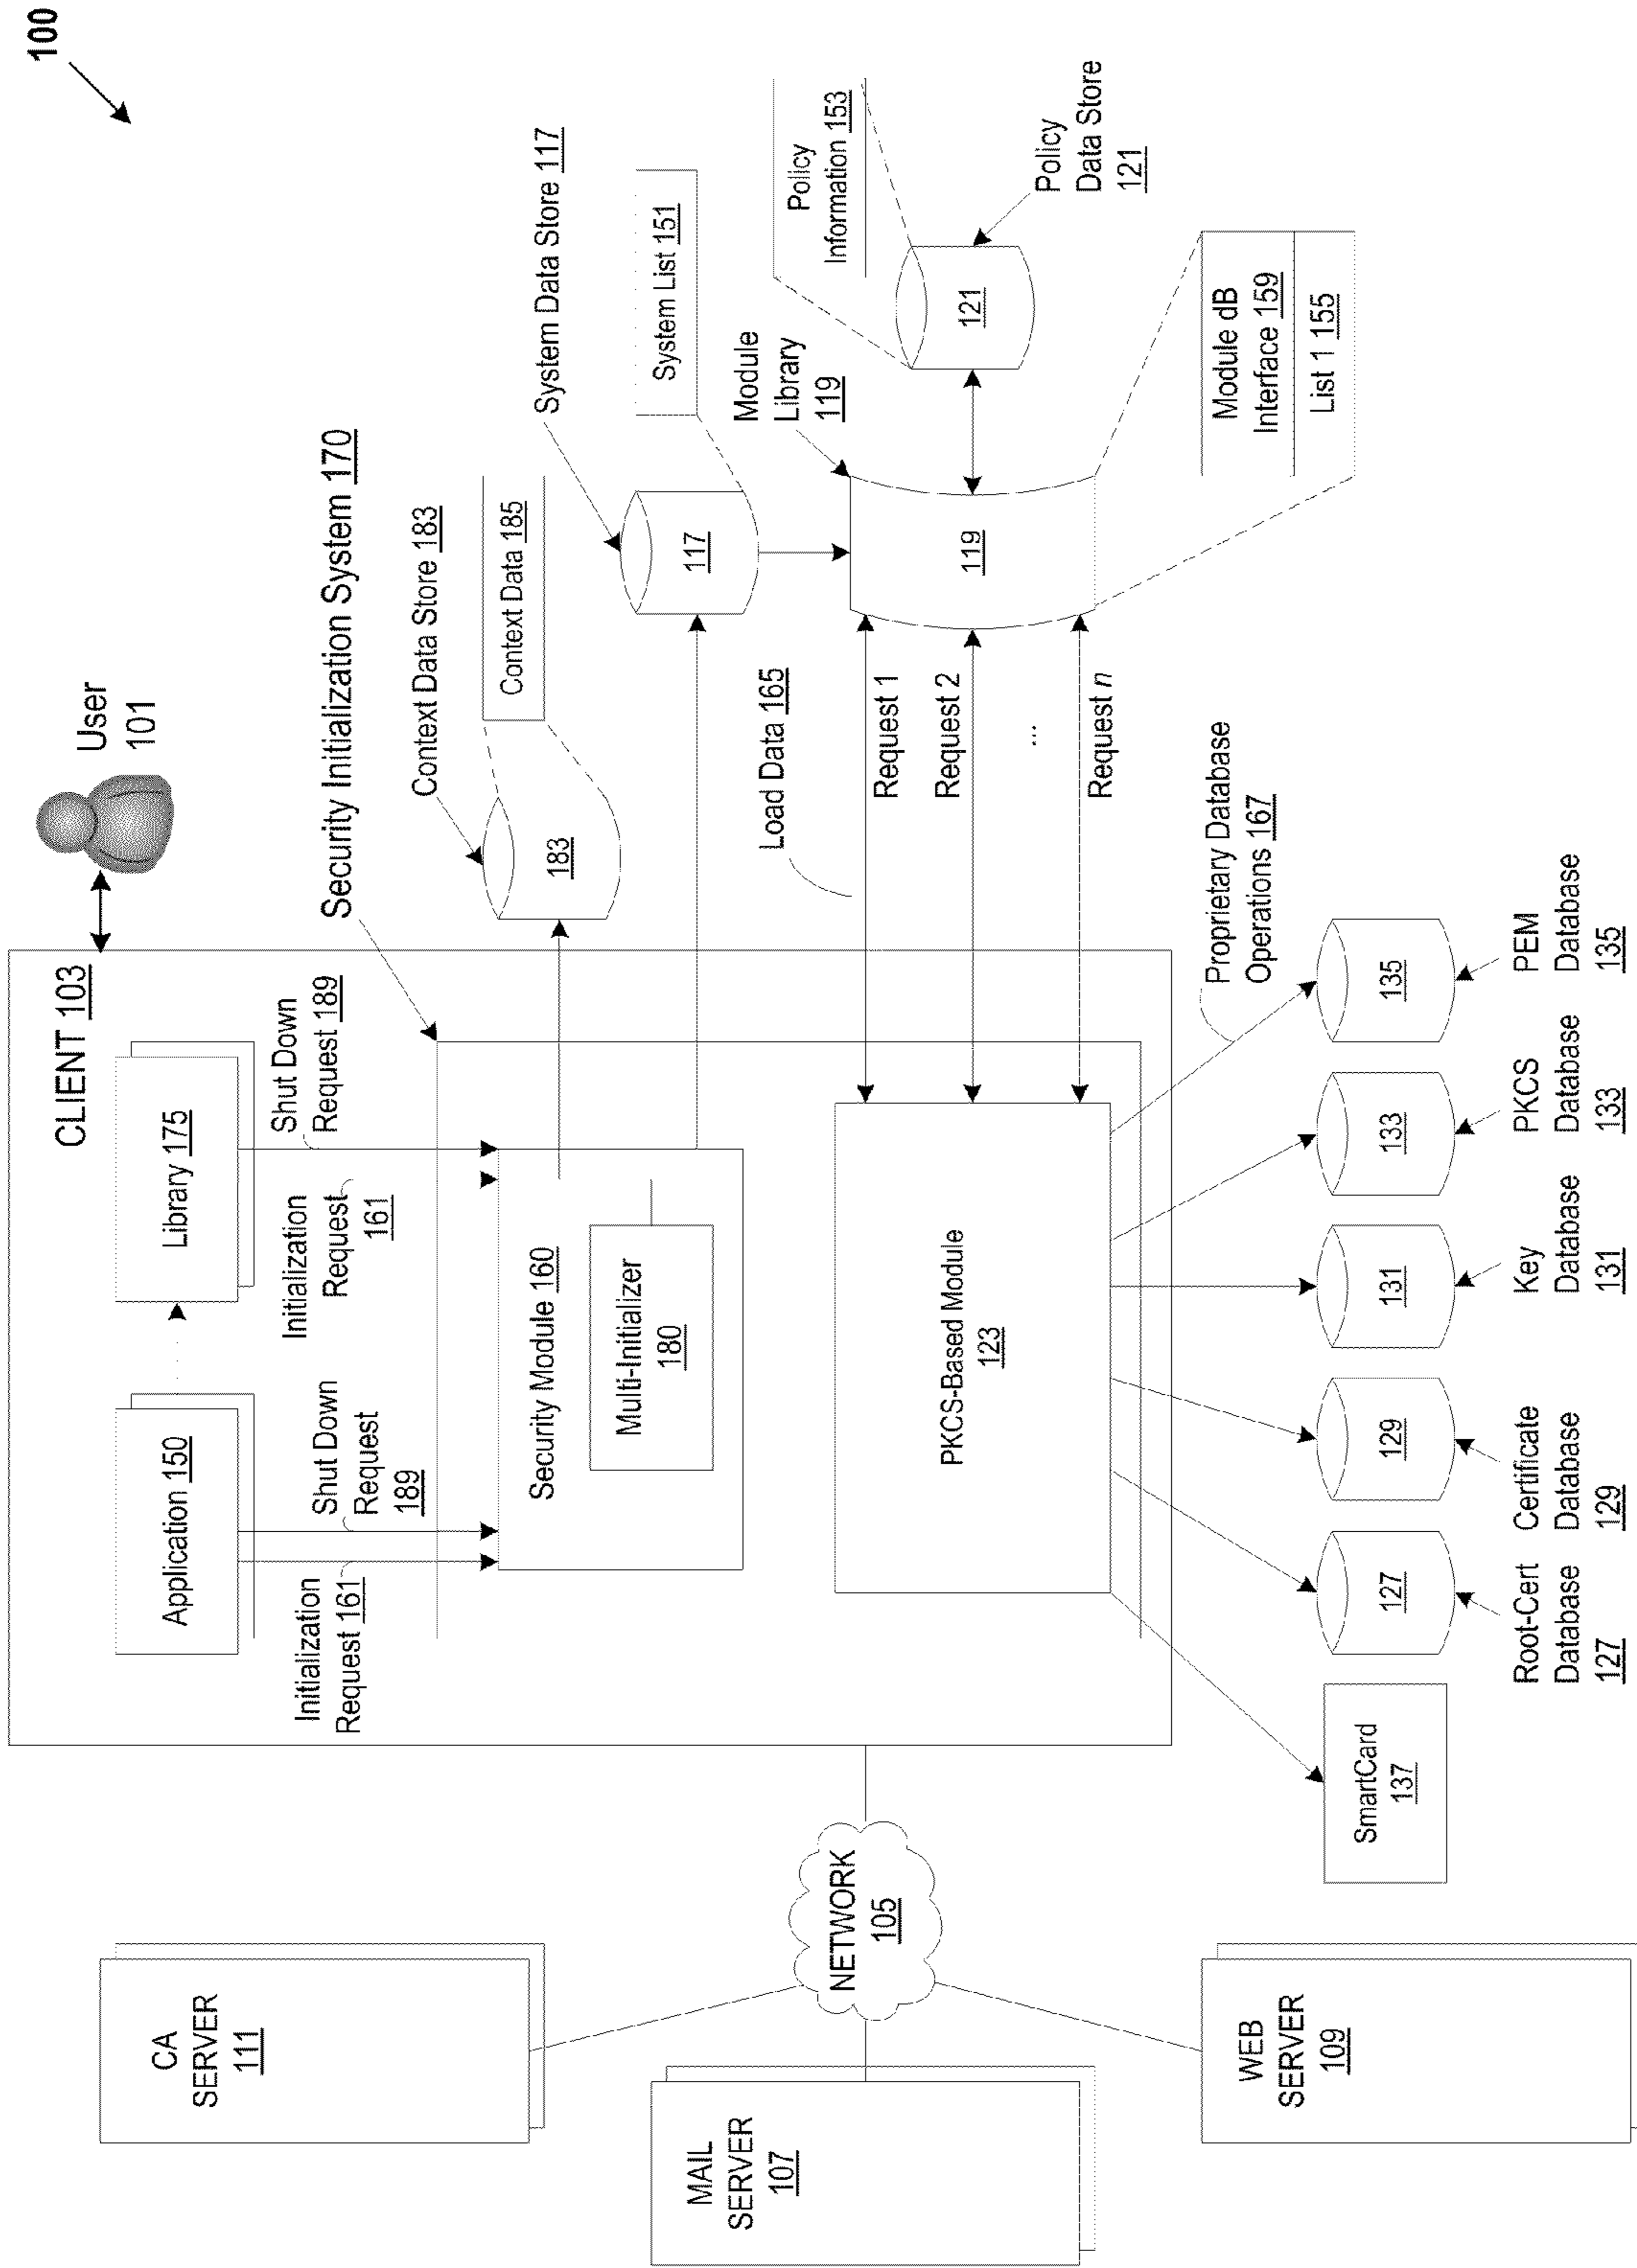 100
User
101
CLIENT 103
Application 150
Library 175
Initialization
Request 161
Shut Down
Request
189
Initialization
Request
161
Shut Down
Request 189
Security Initialization System 170
Security Module 160
Multi-Initializer
180
Context Data Store 183
183
Context Data 185
System Data Store 117
117
System List 151
PKCS-Based Module
123
Load Data 165
Request 1
Request 2
...
Request n
Module
Library
119
119
Policy
Information 153
121
Policy
Data Store
121
Module dB
Interface 159
List 1 155
Proprietary Database
Operations 167
CA
SERVER
111
MAIL
SERVER
107
WEB
SERVER
109
NETWORK
105
SmartCard
137
127
Root-Cert
Database
127
129
Certificate
Database
129
131
Key
Database
131
133
PKCS
Database
133
135
PEM
Database
135